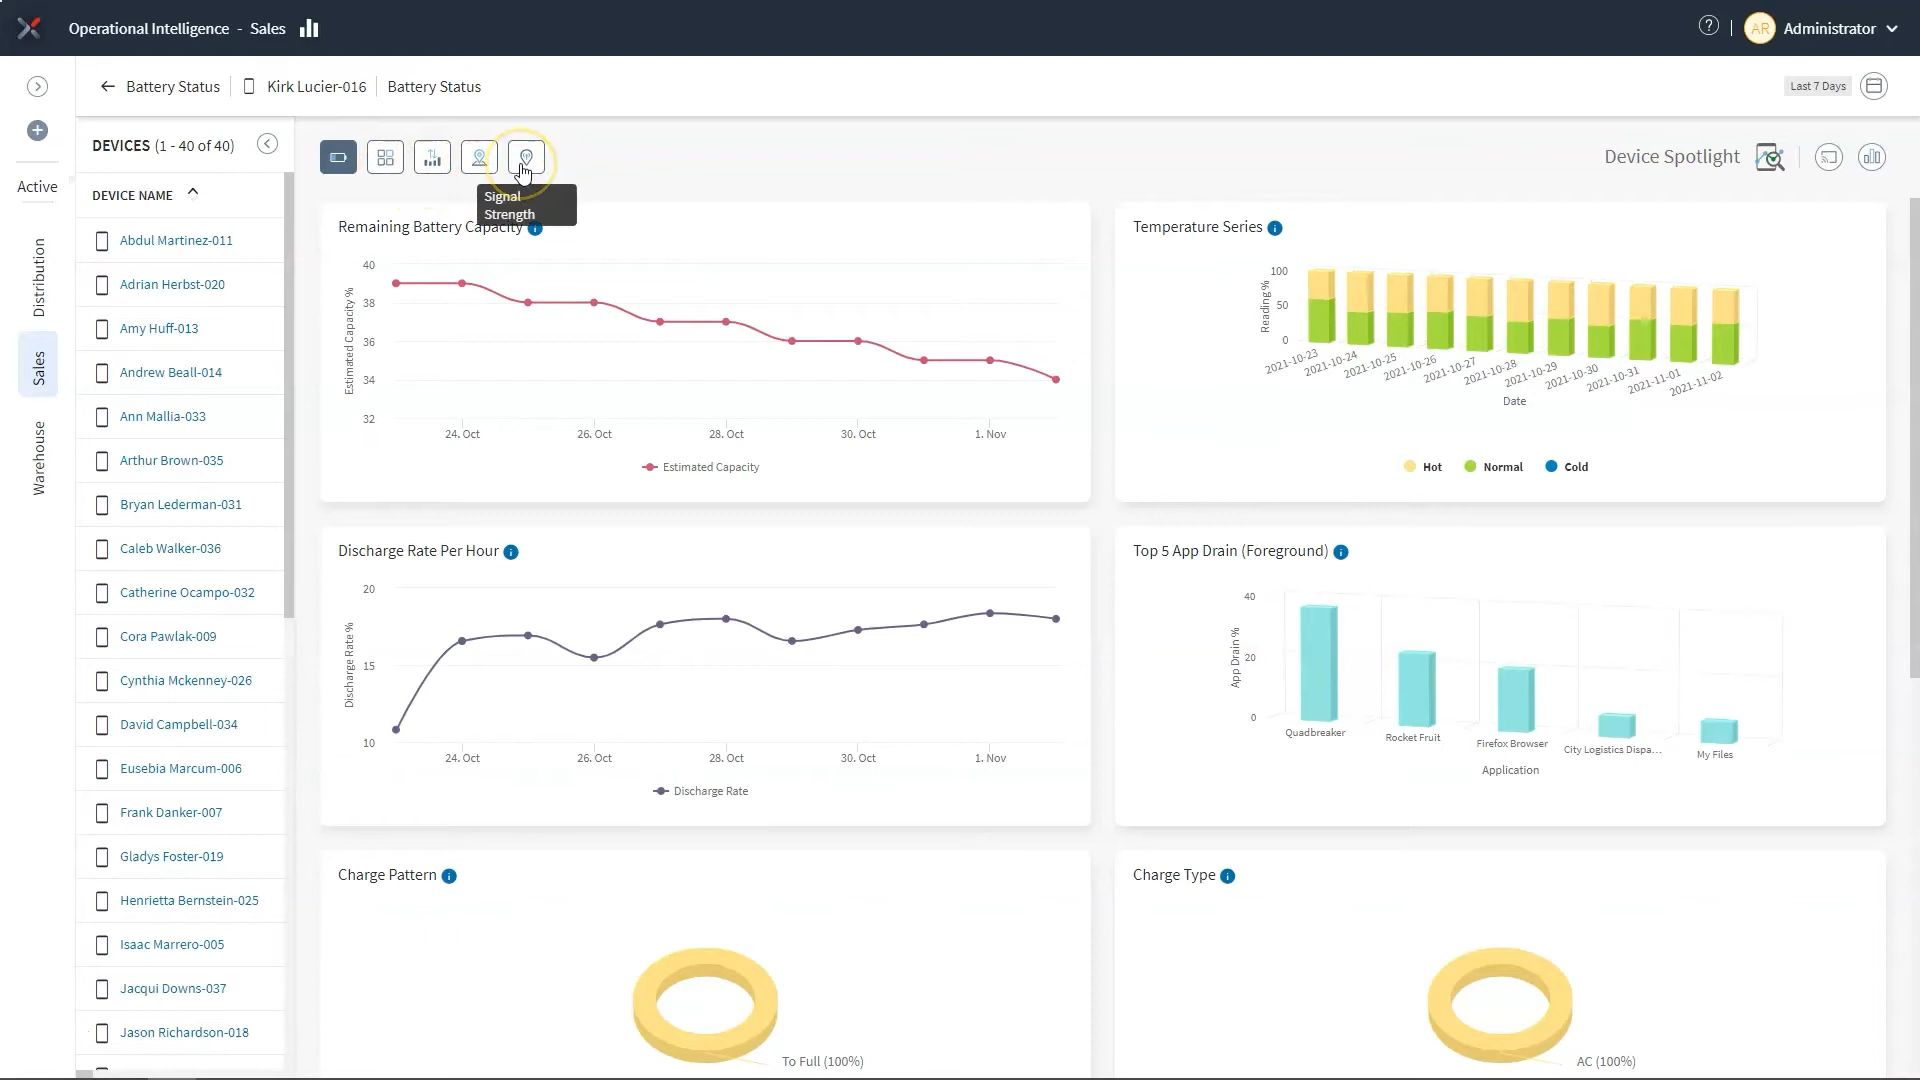 Operational Intelligence - Sales
AR Administrator
Battery Status
Kirk Lucier-016
Battery Status
Last 7 Days
Active
Distribution
Sales
Warehouse
DEVICES (1 - 40 of 40)
DEVICE NAME
Abdul Martinez-011
Adrian Herbst-020
Amy Huff-013
Andrew Beall-014
Ann Mallia-033
Arthur Brown-035
Bryan Lederman-031
Caleb Walker-036
Catherine Ocampo-032
Cora Pawlak-009
Cynthia Mckenney-026
David Campbell-034
Eusebia Marcum-006
Frank Danker-007
Gladys Foster-019
Henrietta Bernstein-025
Isaac Marrero-005
Jacqui Downs-037
Jason Richardson-018
Signal
Strength
Device Spotlight
Remaining Battery Capacity
Estimated Capacity %
40
38
36
34
32
24. Oct
26. Oct
28. Oct
30. Oct
1. Nov
Estimated Capacity
Temperature Series
Reading %
100
50
0
2021-10-23
2021-10-24
2021-10-25
2021-10-26
2021-10-27
2021-10-28
2021-10-29
2021-10-30
2021-10-31
2021-11-01
2021-11-02
Date
Hot
Normal
Cold
Discharge Rate Per Hour
Discharge Rate %
20
15
10
24. Oct
26. Oct
28. Oct
30. Oct
1. Nov
Discharge Rate
Top 5 App Drain (Foreground)
App Drain %
40
20
0
Quadbreaker
Rocket Fruit
Firefox Browser
City Logistics Dispa...
My Files
Application
Charge Pattern
To Full (100%)
Charge Type
AC (100%)